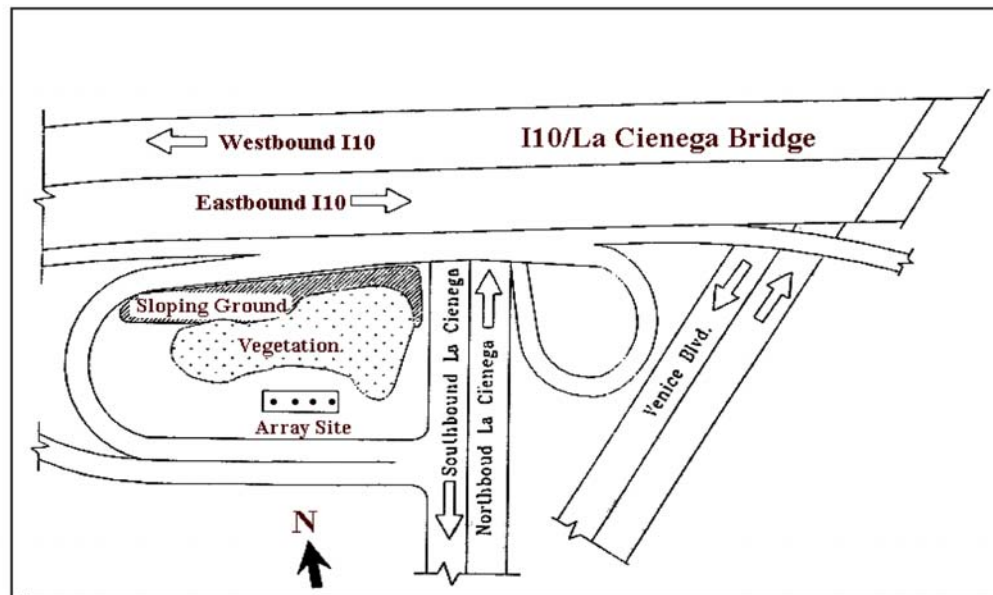 Westbound I10
I10/La Cienega Bridge
Eastbound I10
Sloping Ground
Vegetation.
Array Site
Southbound La Cienega
Northboud La Cienega
Venice Blvd.
N